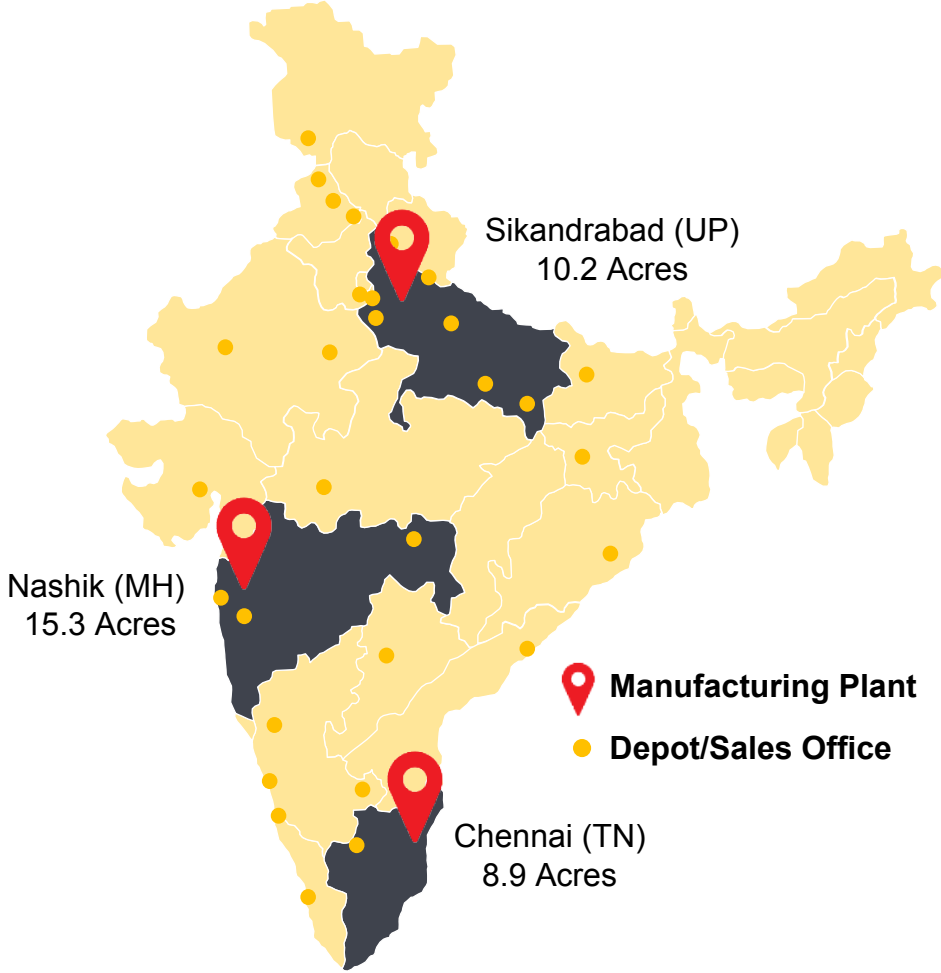 Sikandrabad (UP)
10.2 Acres
Nashik (MH)
15.3 Acres
Manufacturing Plant
Depot/Sales Office
Chennai (TN)
8.9 Acres